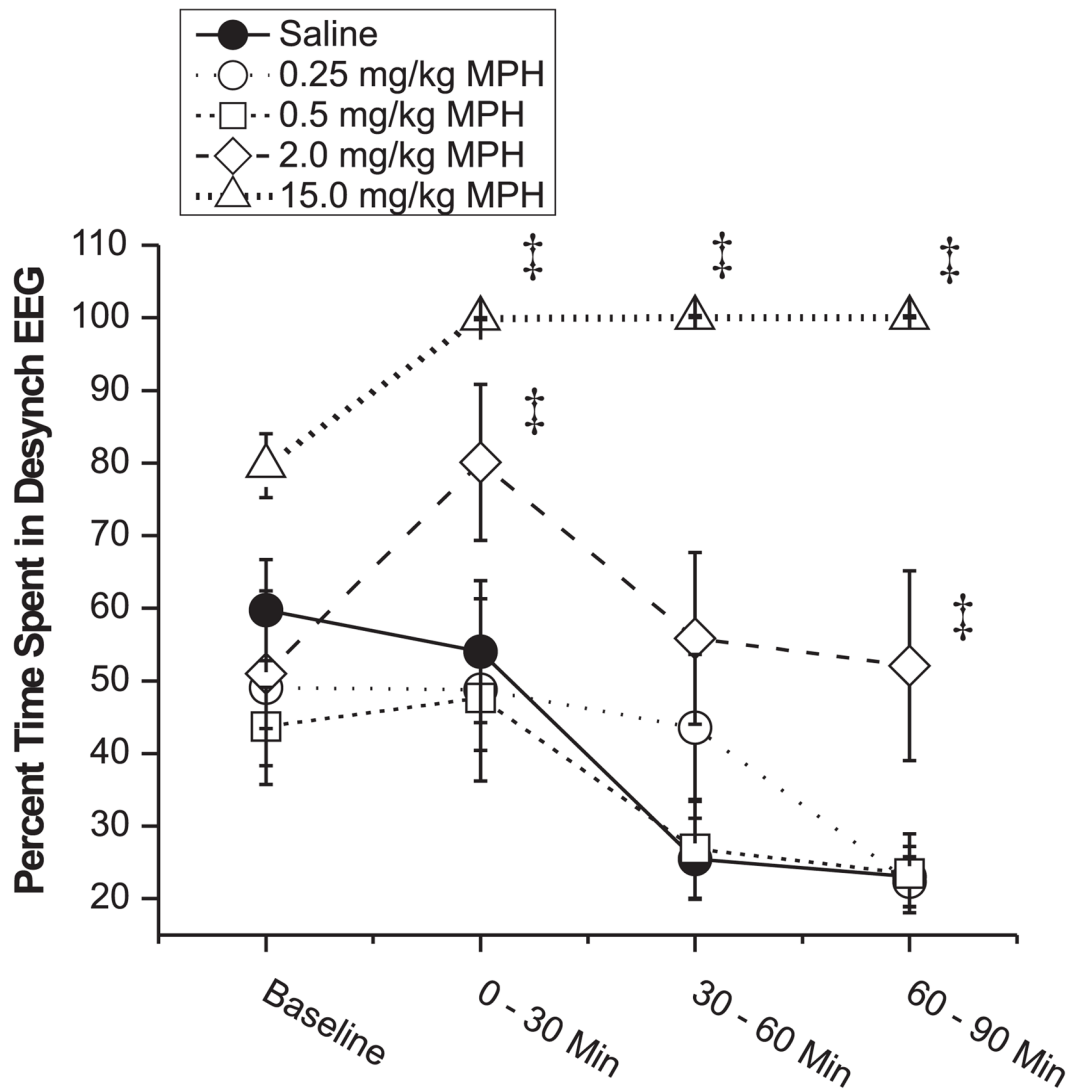 Saline
0.25 mg/kg MPH
0.5 mg/kg MPH
2.0 mg/kg MPH
15.0 mg/kg MPH
Percent Time Spent in Desynch EEG
110
‡ ‡ ‡
100
90
‡
80
70
60
‡
50
40
30
20
Baseline
0 - 30 Min
30 - 60 Min
60 - 90 Min